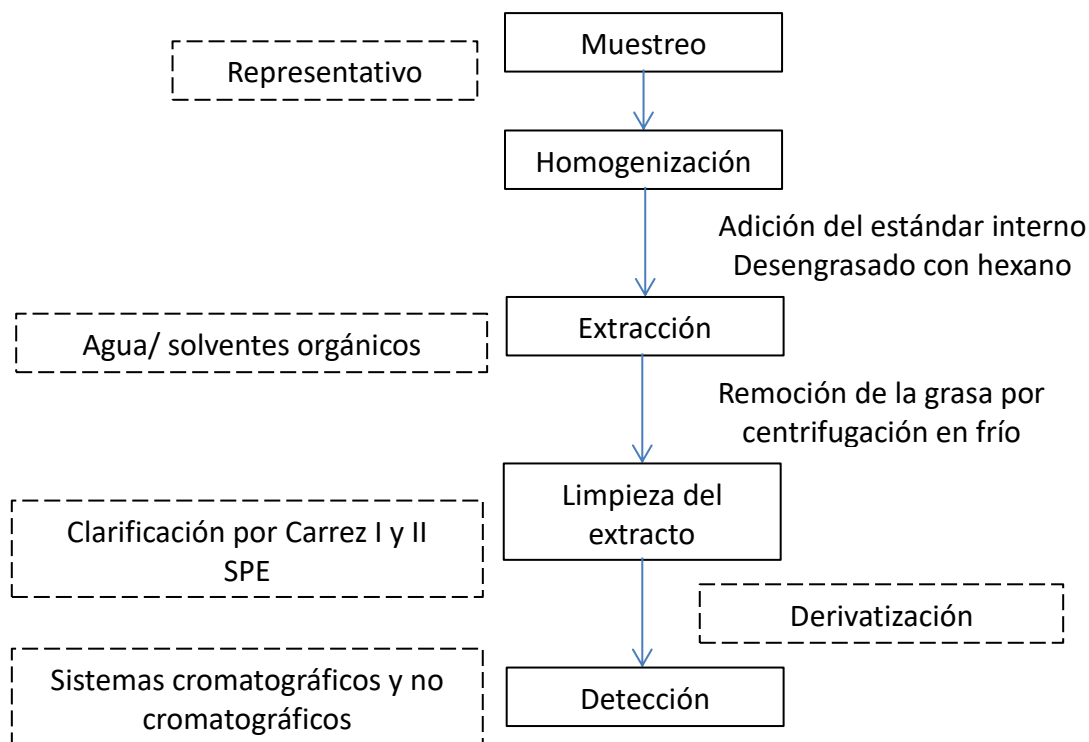 Muestreo
Representativo
Homogenización
Adición del estándar interno
Desengrasado con hexano
Extracción
Agua/ solventes orgánicos
Remoción de la grasa por
centrifugación en frío
Limpieza del
extracto
Clarificación por Carrez I y II
SPE
Derivatización
Sistemas cromatográficos y no
cromatográficos
Detección